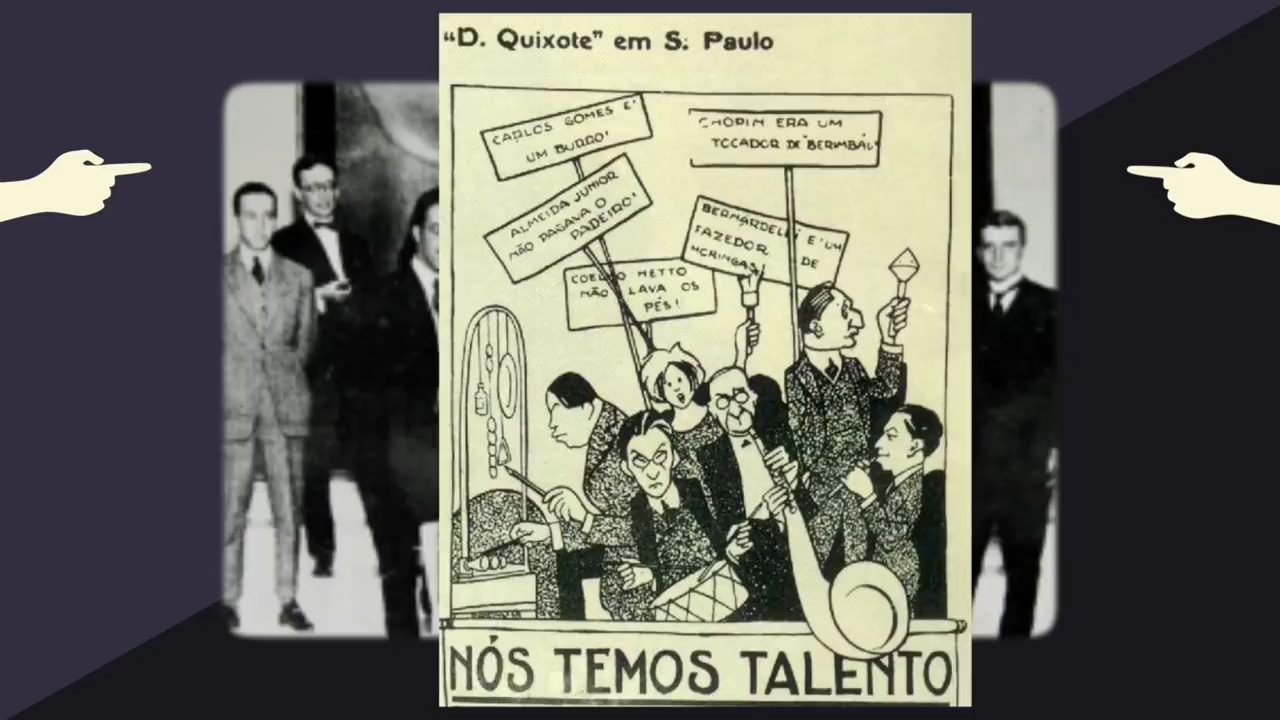 “D. Quixote” em S. Paulo
CARLOS GOMES E'
UM BURRO!
CHOPIN ERA UM
TOCADOR DE BERIMBÁU
ALMEIDA JUNIOR
NÃO PAGAVA O
PADEIRO!
BERNARDELLI E' UM
FAZEDOR DE
MORINGAS!
COELHO NETTO
NÃO LAVA OS
PÉS!
NÓS TEMOS TALENTO